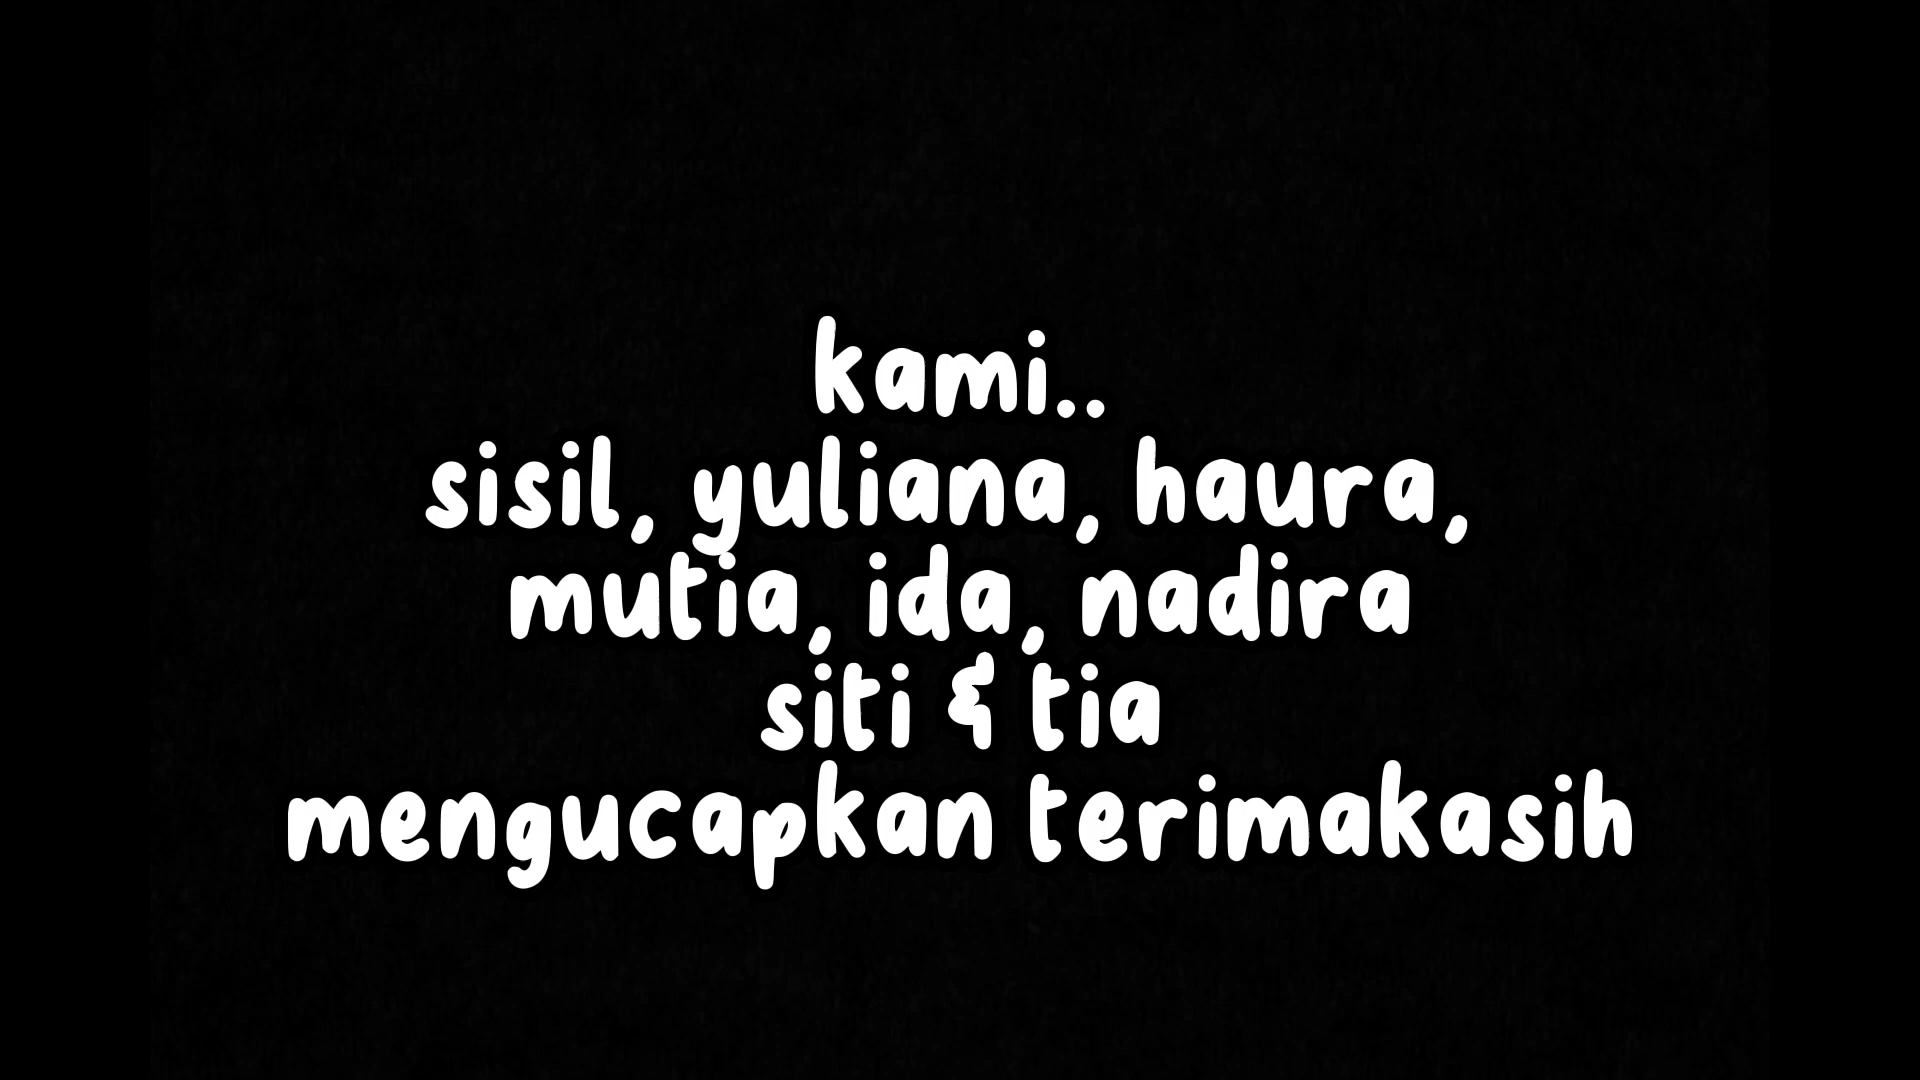 kami..
sisil, yuliana, haura,
mutia, ida, nadira
siti & tia
mengucapkan terimakasih